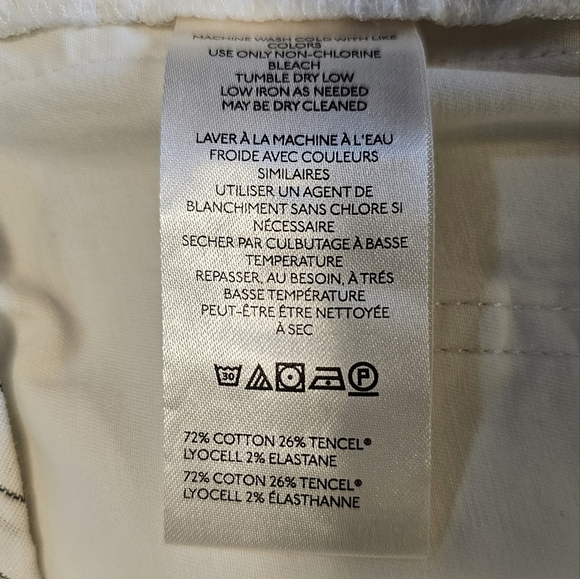 MACHINE WASH COLD WITH LIKE
COLORS
USE ONLY NON-CHLORINE
BLEACH
TUMBLE DRY LOW
LOW IRON AS NEEDED
MAY BE DRY CLEANED
LAVER À LA MACHINE À L'EAU
FROIDE AVEC COULEURS
SIMILAIRES
UTILISER UN AGENT DE
BLANCHIMENT SANS CHLORE SI
NÉCESSAIRE
SECHER PAR CULBUTAGE À BASSE
TEMPERATURE
REPASSER, AU BESOIN, À TRÉS
BASSE TEMPÉRATURE
PEUT-ÊTRE ÊTRE NETTOYÉE
À SEC
30 P
72% COTTON 26% TENCEL®
LYOCELL 2% ELASTANE
72% COTON 26% TENCEL®
LYOCELL 2% ÉLASTHANNE